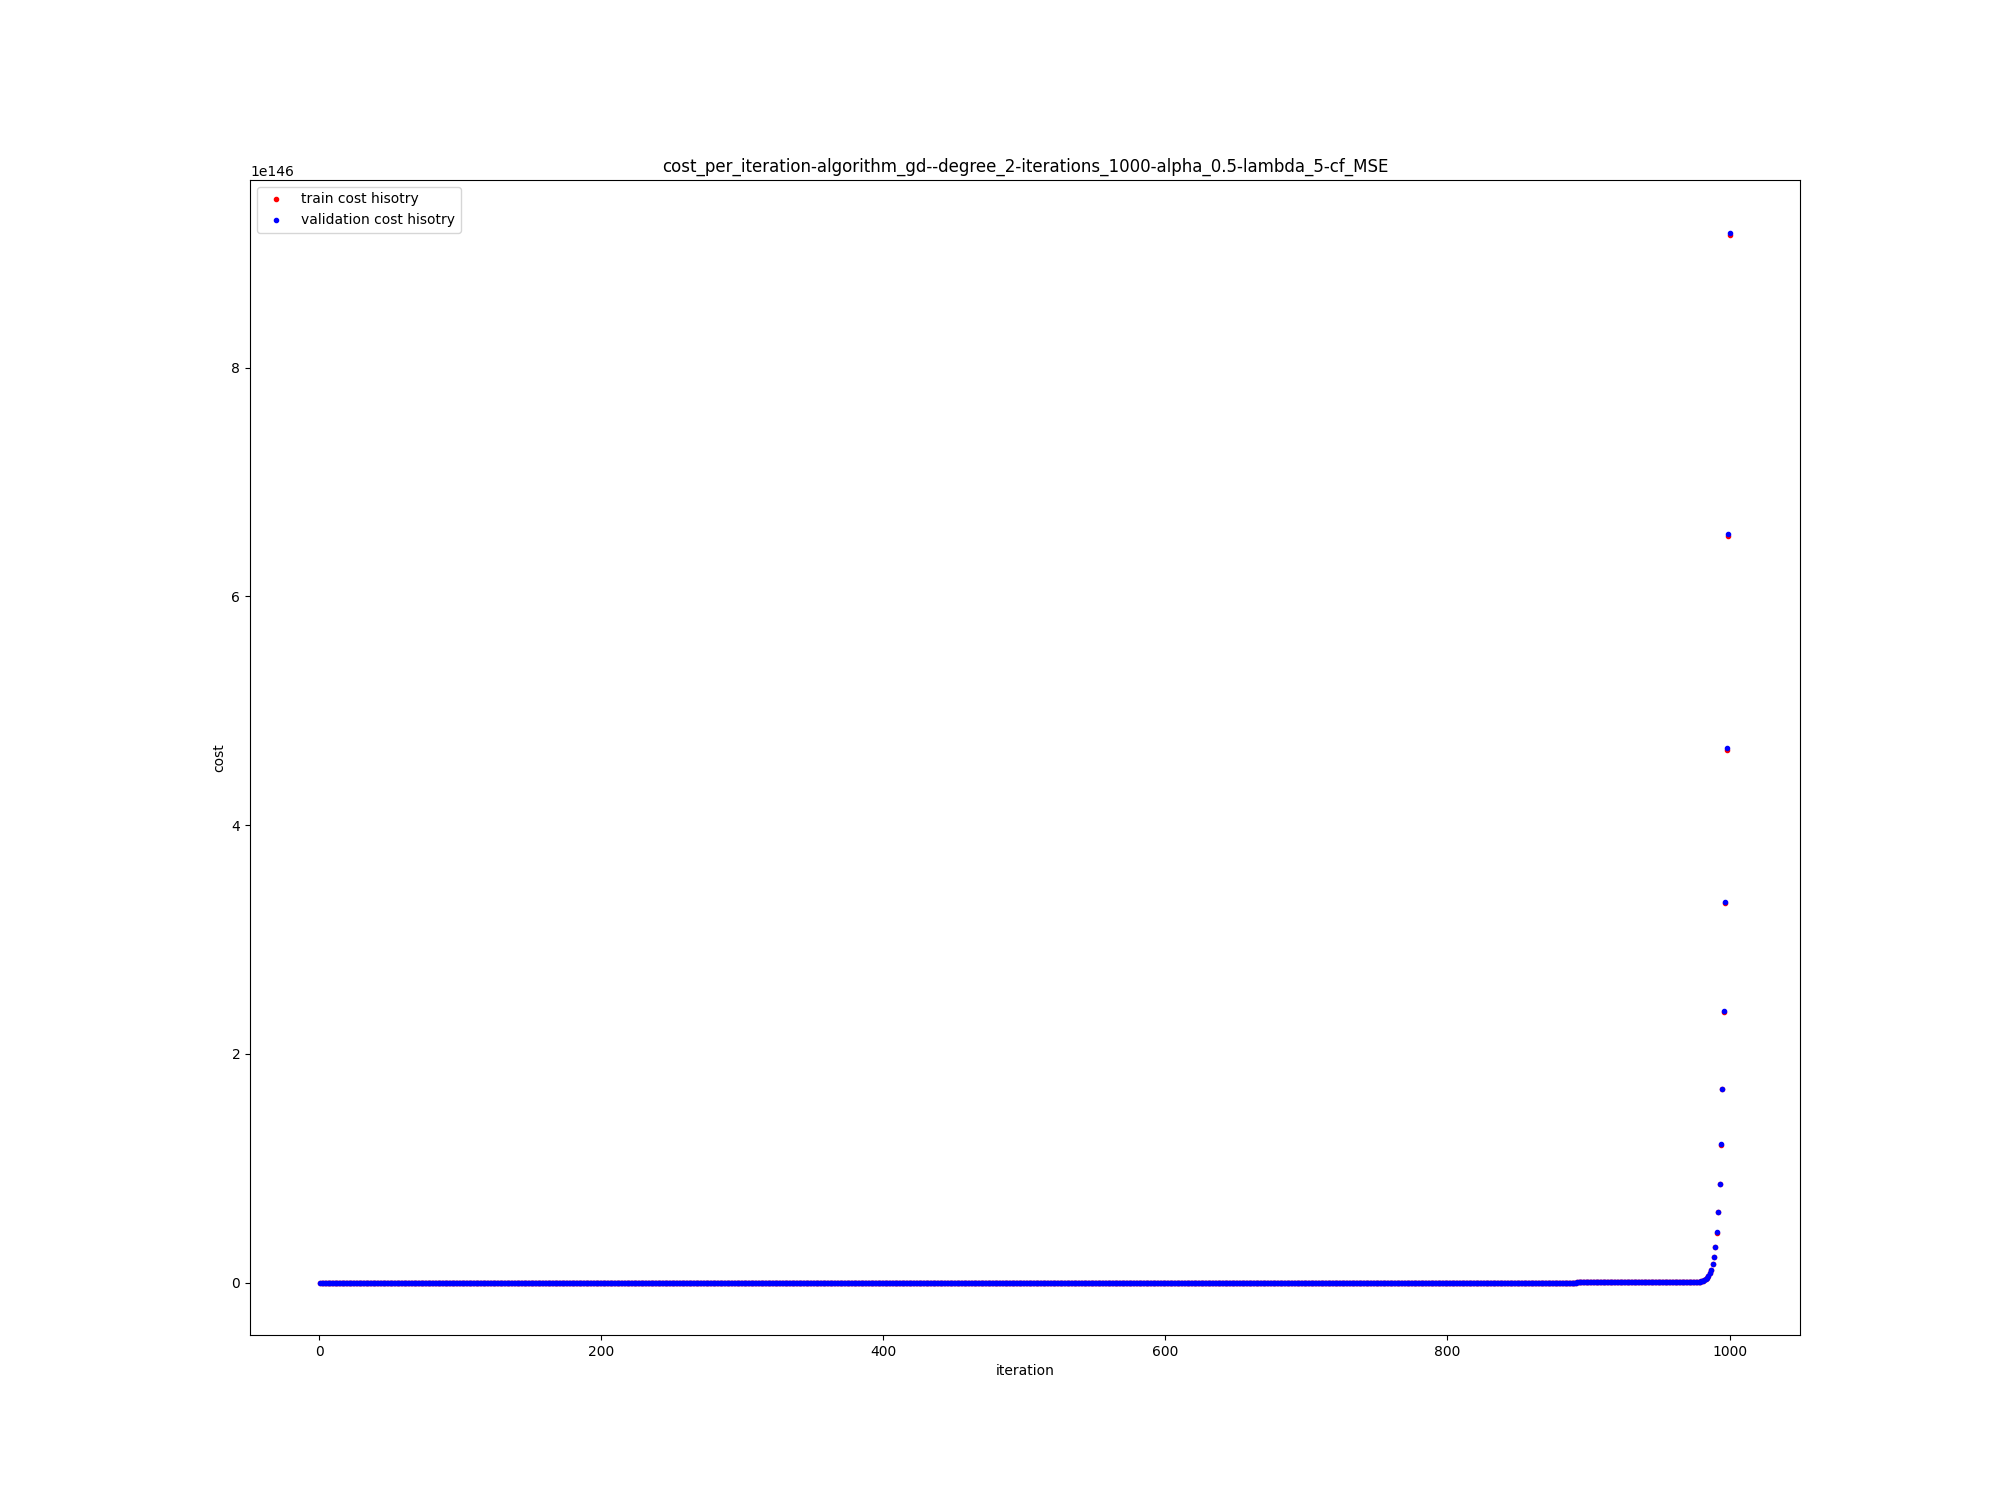 cost_per_iteration-algorithm_gd--degree_2-iterations_1000-alpha_0.5-lambda_5-cf_MSE
1e146
train cost hisotry
validation cost hisotry
8
6
4
2
0
cost
0 200 400 600 800 1000
iteration